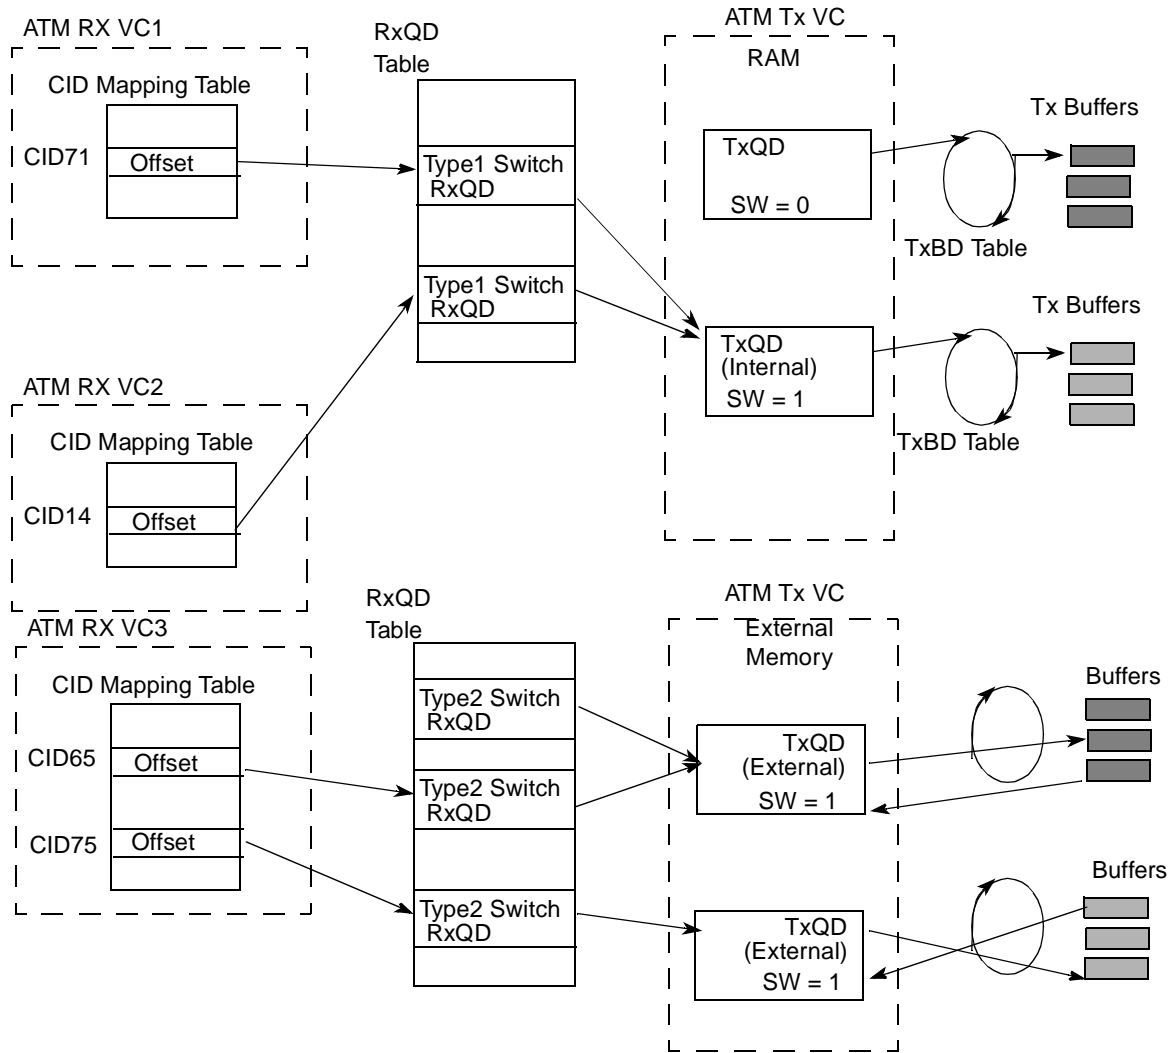 ATM RX VC1
CID Mapping Table
CID71
Offset
RxQD
Table
Type1 Switch
RxQD
Type1 Switch
RxQD
ATM Tx VC
RAM
TxQD
SW = 0
TxBD Table
Tx Buffers
TxQD
(Internal)
SW = 1
TxBD Table
Tx Buffers
ATM RX VC2
CID Mapping Table
CID14
Offset
ATM RX VC3
CID Mapping Table
CID65
Offset
CID75
Offset
RxQD
Table
Type2 Switch
RxQD
Type2 Switch
RxQD
Type2 Switch
RxQD
ATM Tx VC
External
Memory
TxQD
(External)
SW = 1
Buffers
TxQD
(External)
SW = 1
Buffers